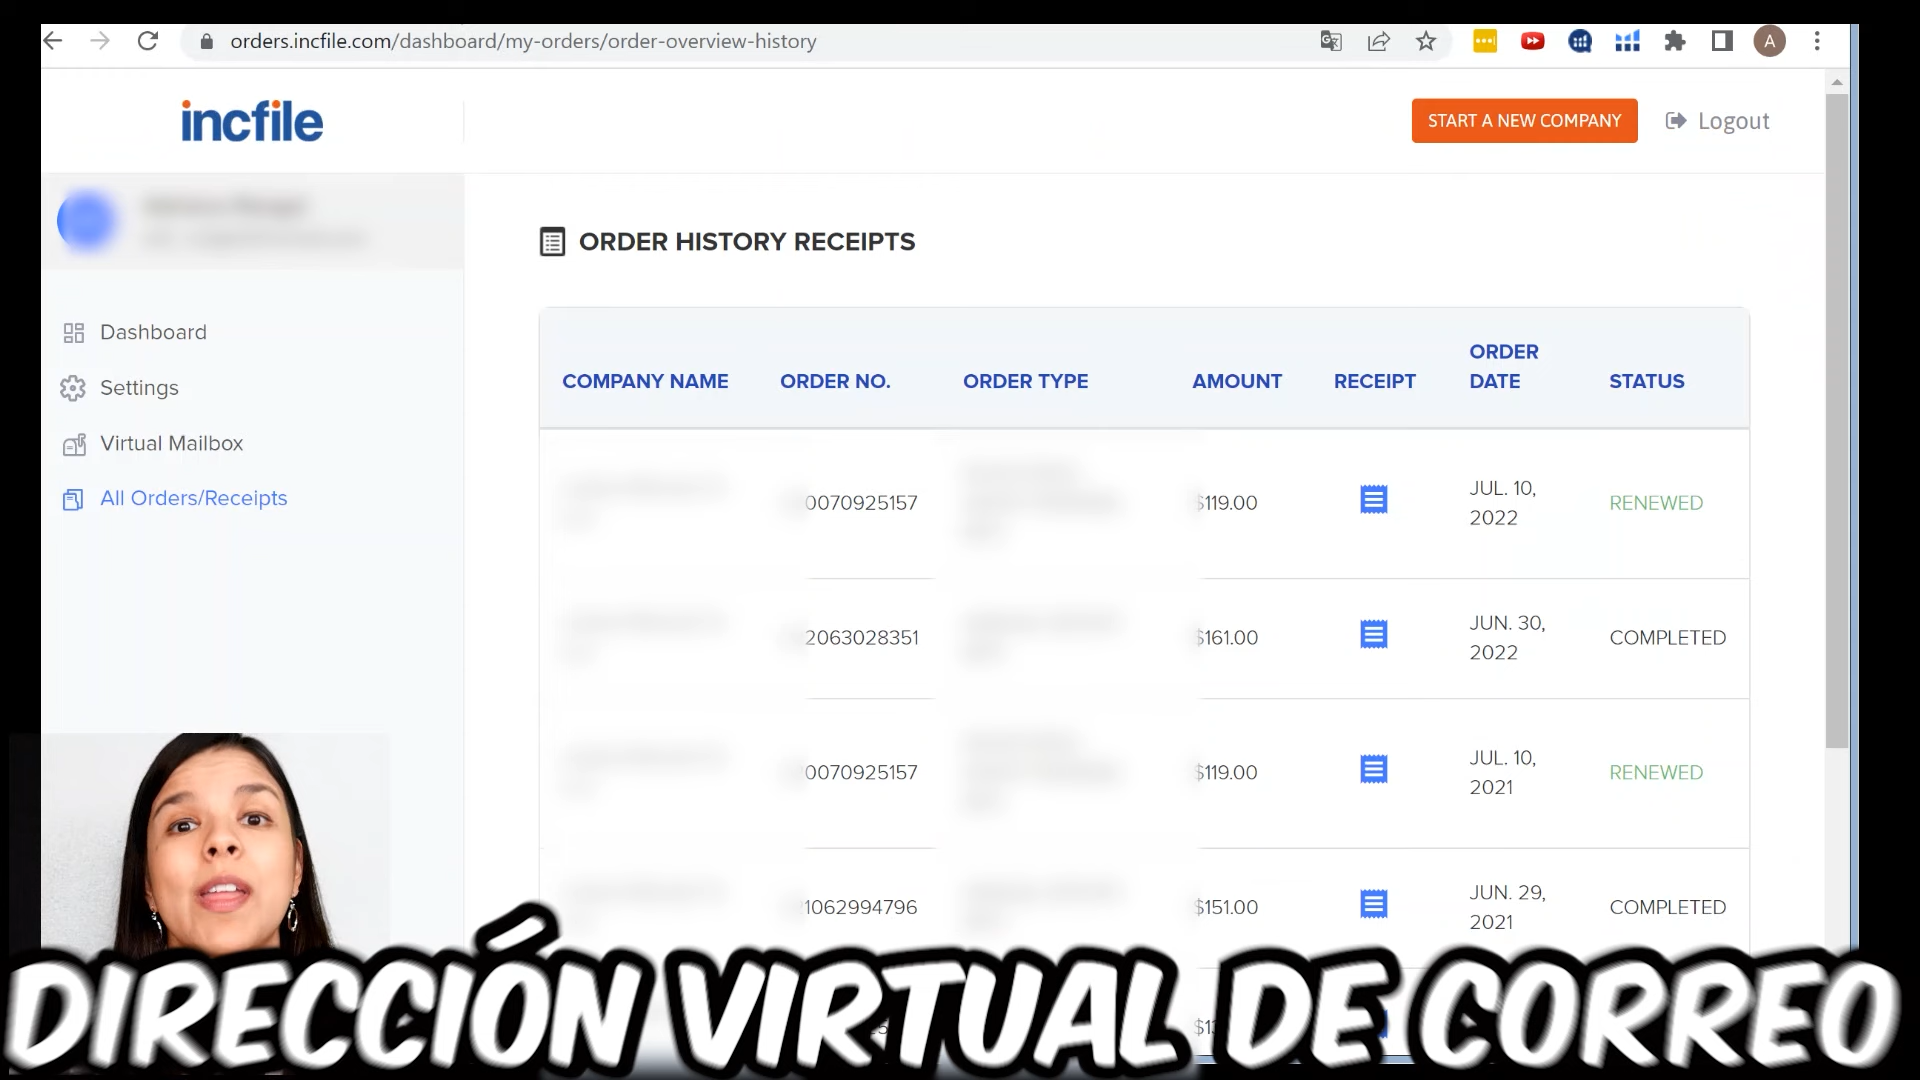 orders.incfile.com/dashboard/my-orders/order-overview-history
A
incfile
START A NEW COMPANY
Logout
Dashboard
Settings
Virtual Mailbox
All Orders/Receipts
ORDER HISTORY RECEIPTS
COMPANY NAME ORDER NO. ORDER TYPE AMOUNT RECEIPT ORDER DATE STATUS
0070925157 $119.00 JUL. 10, 2022 RENEWED
2063028351 $161.00 JUN. 30, 2022 COMPLETED
0070925157 $119.00 JUL. 10, 2021 RENEWED
1062994796 $151.00 JUN. 29, 2021 COMPLETED
DIRECCIÓN VIRTUAL DE CORREO